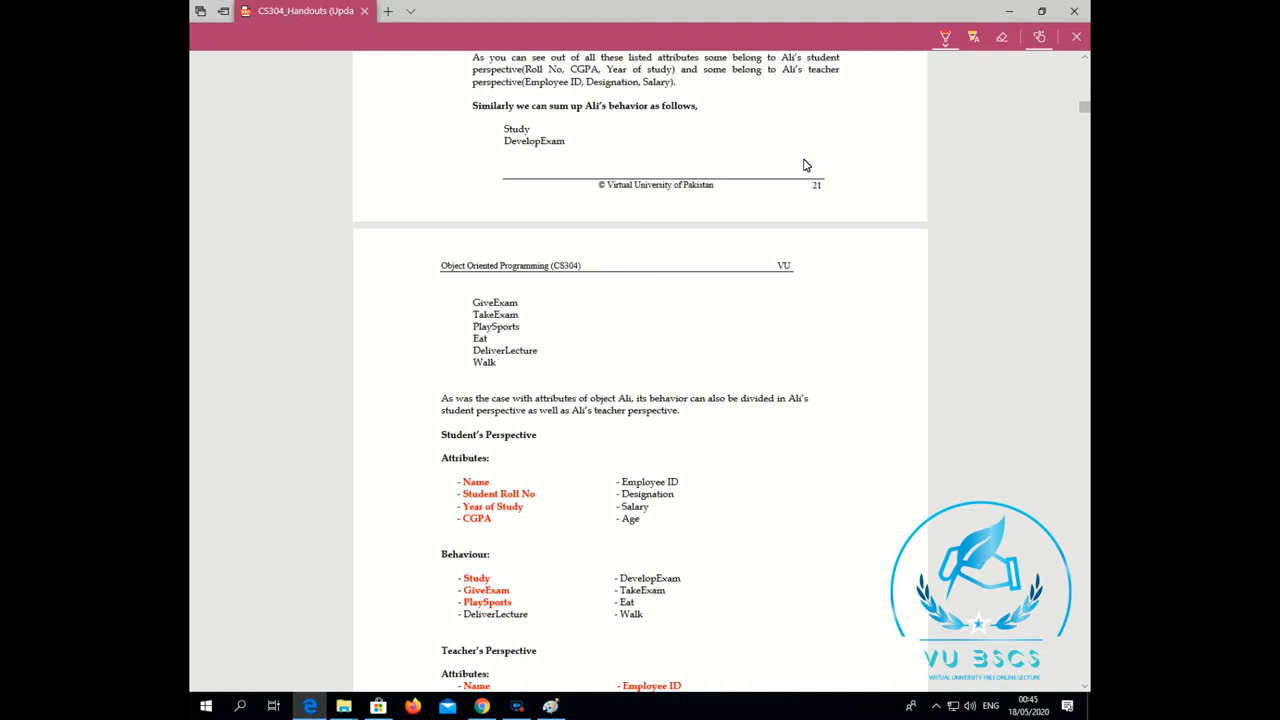 CS304_Handouts (Upda
As you can see out of all these listed attributes some belong to Ali's student
perspective(Roll No, CGPA, Year of study) and some belong to Ali's teacher
perspective(Employee ID, Designation, Salary).
Similarly we can sum up Ali's behavior as follows,
Study
DevelopExam
© Virtual University of Pakistan 21
Object Oriented Programming (CS304) VU
GiveExam
TakeExam
PlaySports
Eat
DeliverLecture
Walk
As was the case with attributes of object Ali, its behavior can also be divided in Ali's
student perspective as well as Ali's teacher perspective.
Student's Perspective
Attributes:
- Name - Employee ID
- Student Roll No - Designation
- Year of Study - Salary
- CGPA - Age
Behaviour:
- Study - DevelopExam
- GiveExam - TakeExam
- PlaySports - Eat
- DeliverLecture - Walk
Teacher's Perspective
Attributes:
- Name - Employee ID
VU BSCS
VIRTUAL UNIVERSITY FREE ONLINE LECTURE
ENG
00:45
18/05/2020